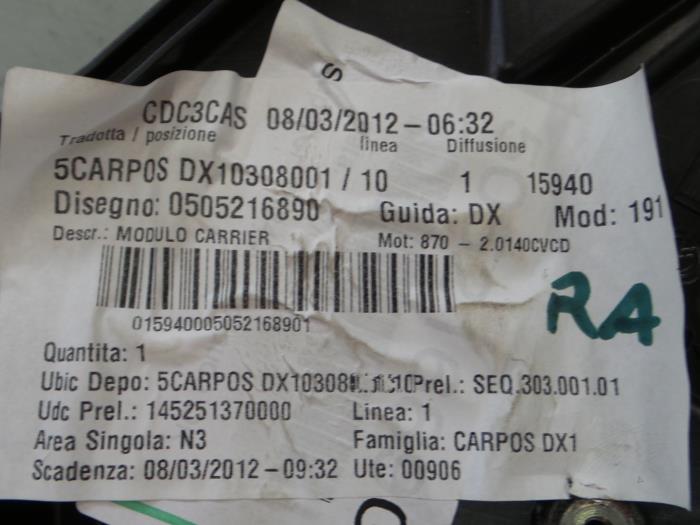 S
CDC3CAS 08/03/2012-06:32
Tradotta / posizione linea Diffusione
5CARPOS DX10308001 / 10 1 15940
Disegno: 0505216890 Guida: DX Mod: 191
Descr.: MODULO CARRIER Mot: 870 - 2.0140CVCD
015940005052168901
RA
Quantita: 1
Ubic Depo: 5CARPOS DX10308 Prel.: SEQ.303.001.01
Udc Prel.: 145251370000 Linea: 1
Area Singola: N3 Famiglia: CARPOS DX1
Scadenza: 08/03/2012-09:32 Ute: 00906